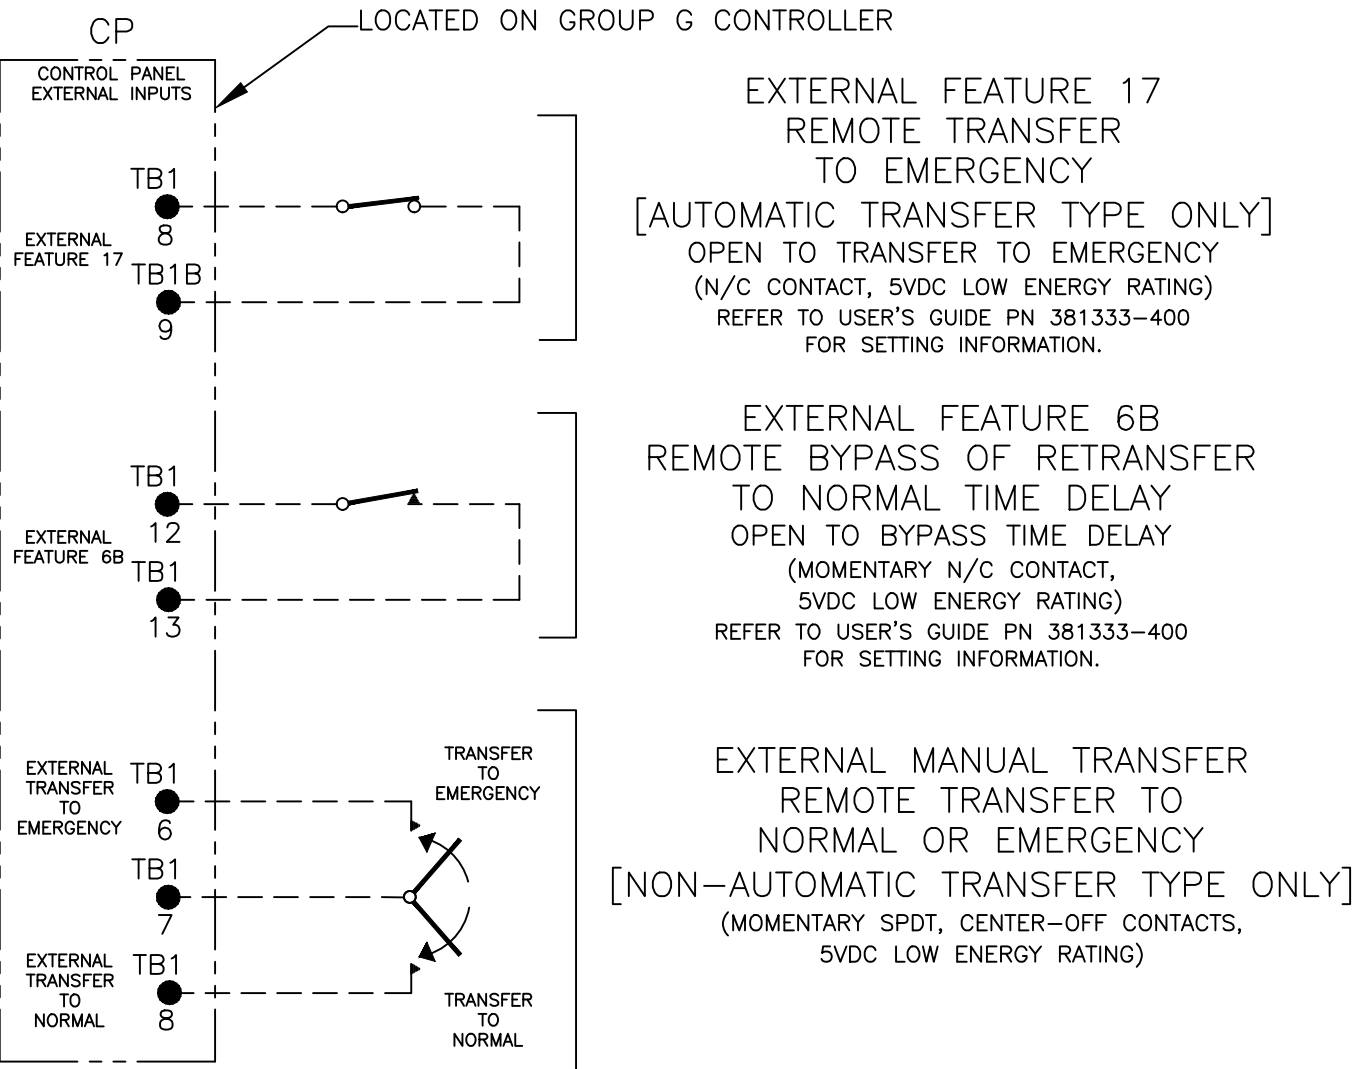 LOCATED ON GROUP G CONTROLLER
CP
CONTROL PANEL
EXTERNAL INPUTS
TB1
8
EXTERNAL
FEATURE 17
TB1B
9
EXTERNAL FEATURE 17
REMOTE TRANSFER
TO EMERGENCY
[AUTOMATIC TRANSFER TYPE ONLY]
OPEN TO TRANSFER TO EMERGENCY
(N/C CONTACT, 5VDC LOW ENERGY RATING)
REFER TO USER'S GUIDE PN 381333-400
FOR SETTING INFORMATION.
TB1
12
EXTERNAL
FEATURE 6B
TB1
13
EXTERNAL FEATURE 6B
REMOTE BYPASS OF RETRANSFER
TO NORMAL TIME DELAY
OPEN TO BYPASS TIME DELAY
(MOMENTARY N/C CONTACT,
5VDC LOW ENERGY RATING)
REFER TO USER'S GUIDE PN 381333-400
FOR SETTING INFORMATION.
EXTERNAL
TRANSFER
TO
EMERGENCY
TB1
6
TB1
7
EXTERNAL
TRANSFER
TO
NORMAL
TB1
8
TRANSFER
TO
EMERGENCY
TRANSFER
TO
NORMAL
EXTERNAL MANUAL TRANSFER
REMOTE TRANSFER TO
NORMAL OR EMERGENCY
[NON-AUTOMATIC TRANSFER TYPE ONLY]
(MOMENTARY SPDT, CENTER-OFF CONTACTS,
5VDC LOW ENERGY RATING)